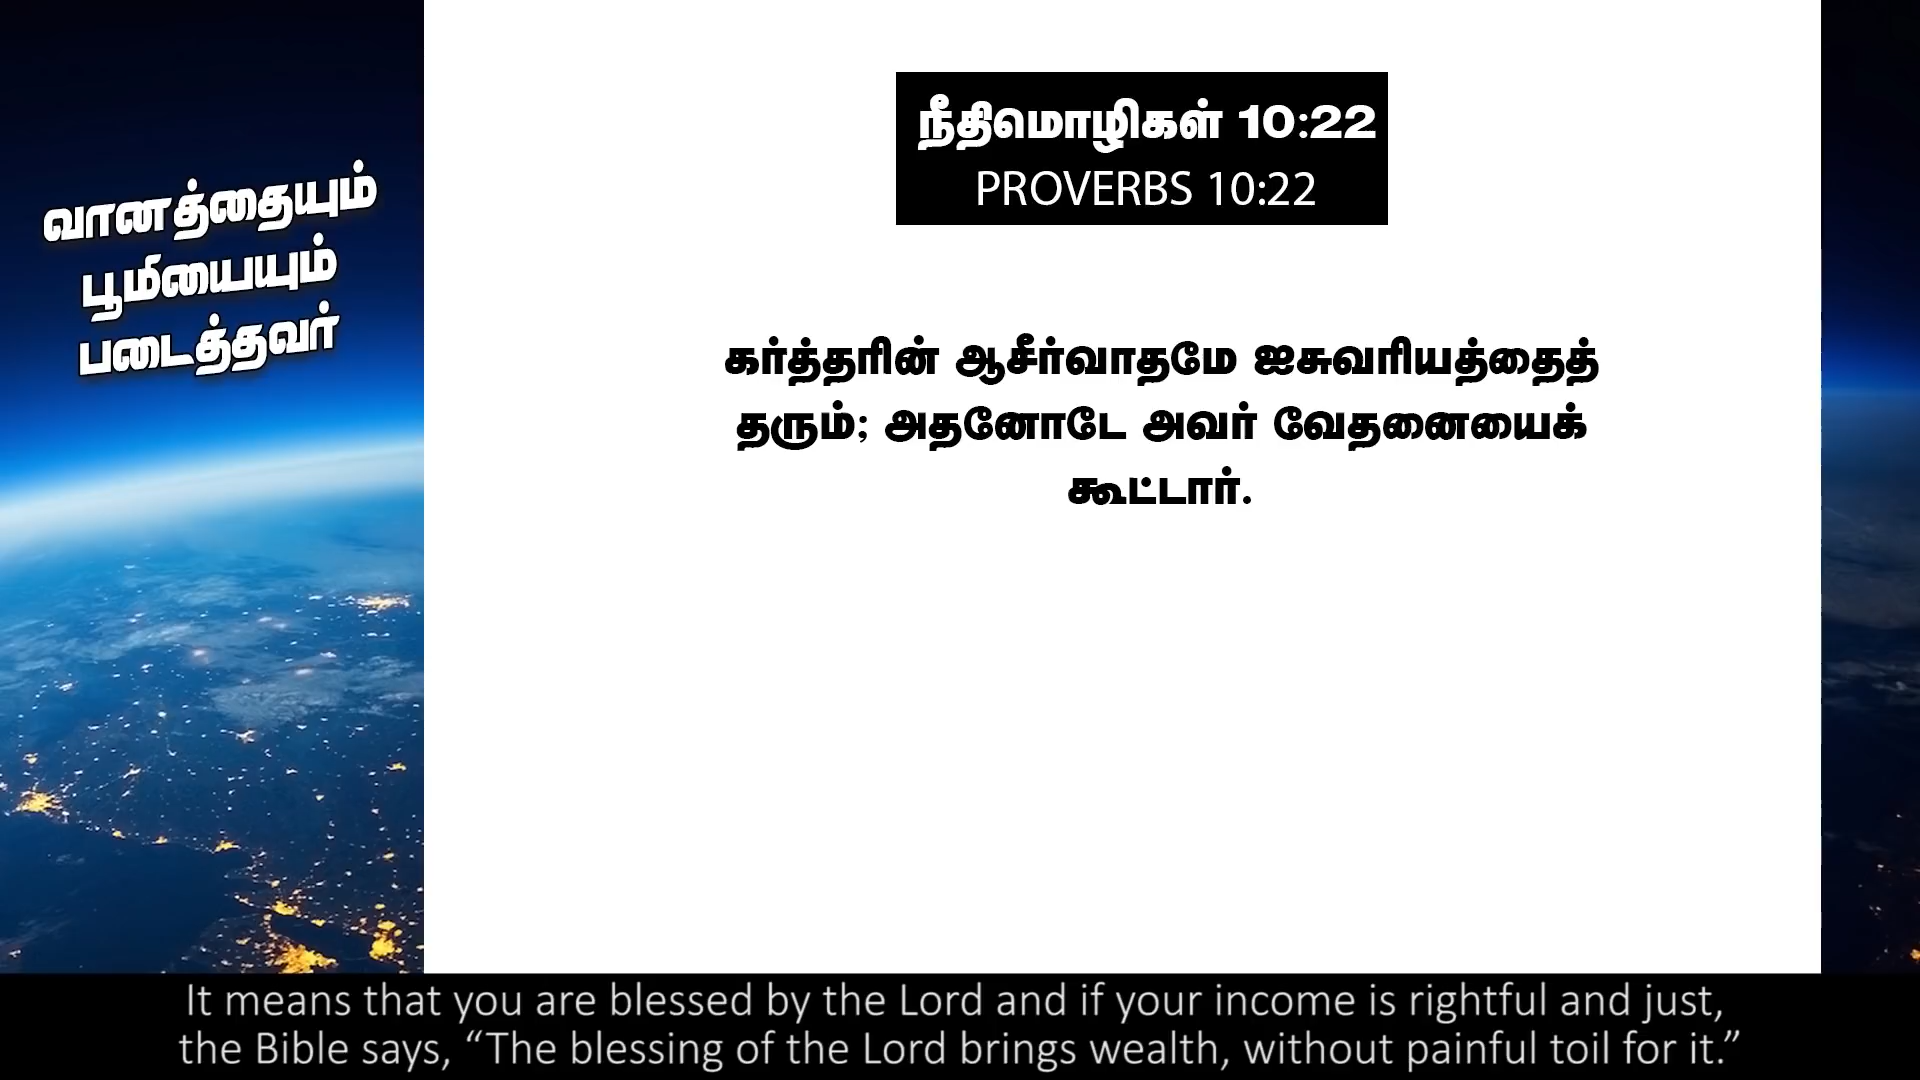 வானத்தையும்
பூமியையும்
படைத்தவர்
நீதிமொழிகள் 10:22
PROVERBS 10:22
கர்த்தரின் ஆசீர்வாதமே ஐசுவரியத்தைத்
தரும்; அதனோடே அவர் வேதனையைக்
கூட்டார்.
It means that you are blessed by the Lord and if your income is rightful and just,
the Bible says, “The blessing of the Lord brings wealth, without painful toil for it.”